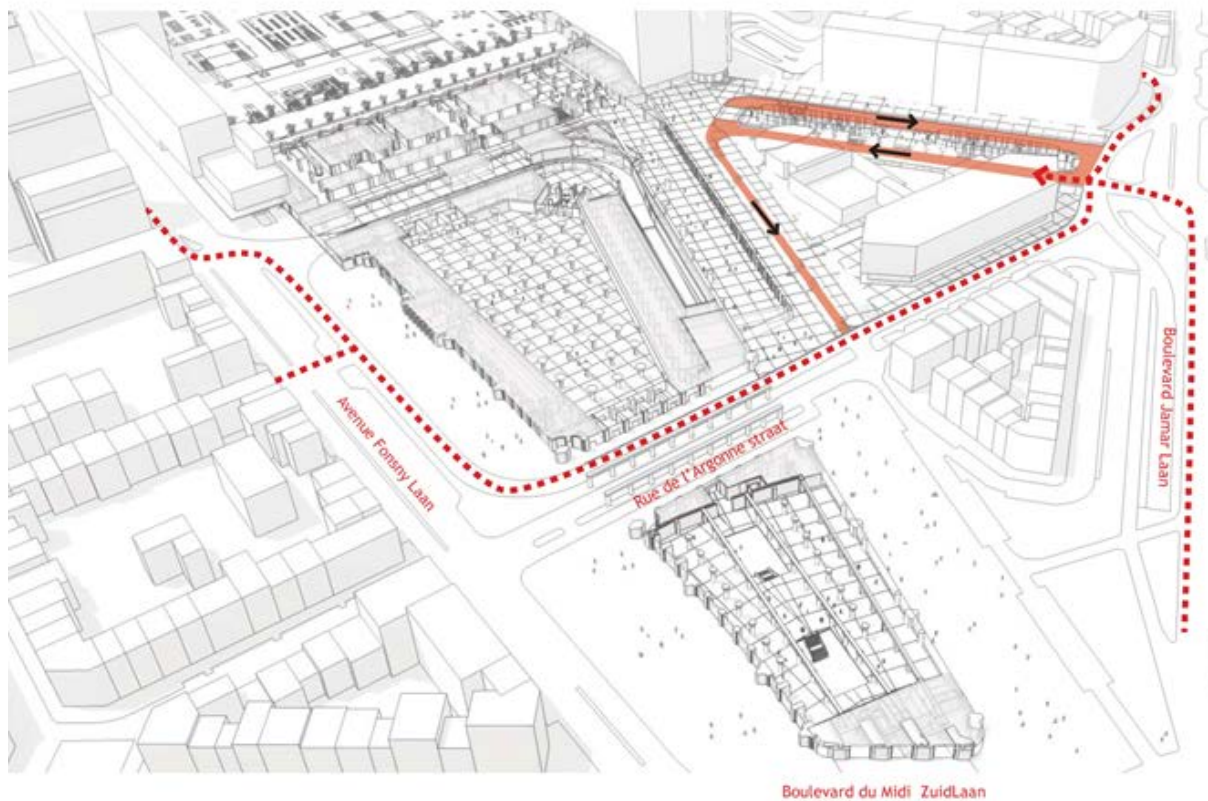 Avenue Fonsny Laan
Rue de l'Argonne straat
Boulevard Jamar Laan
Boulevard du Midi ZuidLaan